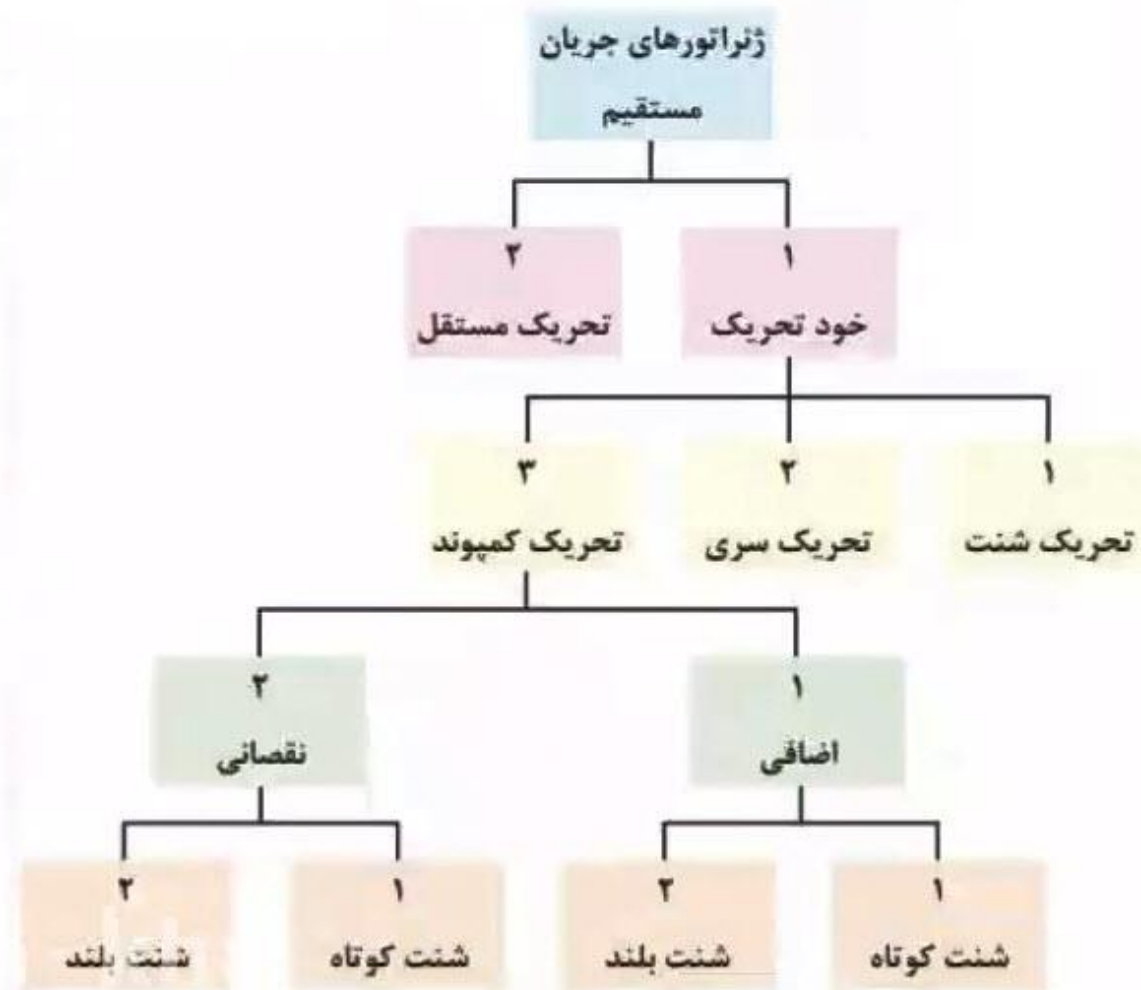 ژنراتورهای جریان
مستقیم
۱
خود تحریک
۲
تحریک مستقل
۱
تحریک شنت
۲
تحریک سری
۳
تحریک کمپوند
۱
اضافی
۲
نقصانی
۱
شنت کوتاه
۲
شنت بلند
۱
شنت کوتاه
۲
شنت بلند